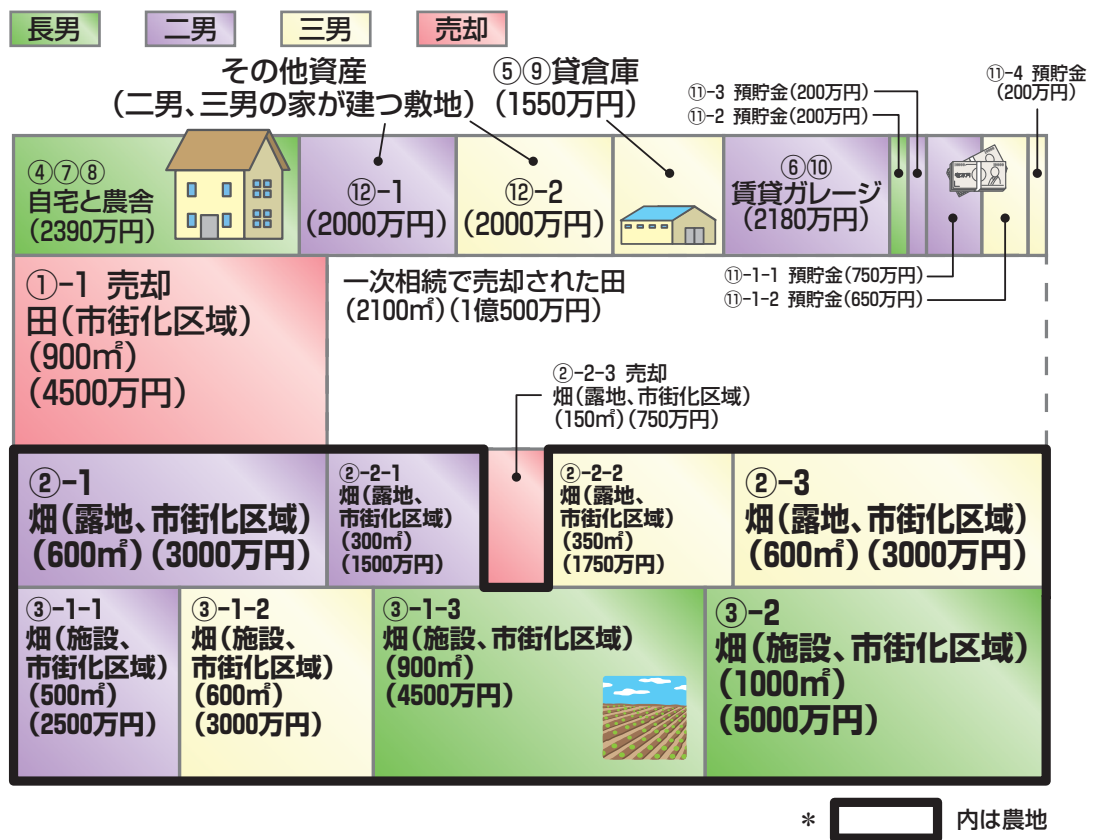 長男
二男
三男
売却
その他資産
(二男、三男の家が建つ敷地)
⑤⑨貸倉庫
(1550万円)
⑪-3 預貯金(200万円)
⑪-2 預貯金(200万円)
⑪-4 預貯金
(200万円)
④⑦⑧
自宅と農舎
(2390万円)
⑫-1
(2000万円)
⑫-2
(2000万円)
⑥⑩
賃貸ガレージ
(2180万円)
⑪-1-1 預貯金(750万円)
⑪-1-2 預貯金(650万円)
①-1 売却
田(市街化区域)
(900㎡)
(4500万円)
一次相続で売却された田
(2100㎡)(1億500万円)
②-2-3 売却
畑(露地、市街化区域)
(150㎡)(750万円)
②-1
畑(露地、市街化区域)
(600㎡)(3000万円)
②-2-1
畑(露地、
市街化区域)
(300㎡)
(1500万円)
②-2-2
畑(露地、
市街化区域)
(350㎡)
(1750万円)
②-3
畑(露地、市街化区域)
(600㎡)(3000万円)
③-1-1
畑(施設、
市街化区域)
(500㎡)
(2500万円)
③-1-2
畑(施設、
市街化区域)
(600㎡)
(3000万円)
③-1-3
畑(施設、市街化区域)
(900㎡)
(4500万円)
③-2
畑(施設、市街化区域)
(1000㎡)
(5000万円)
* 内は農地